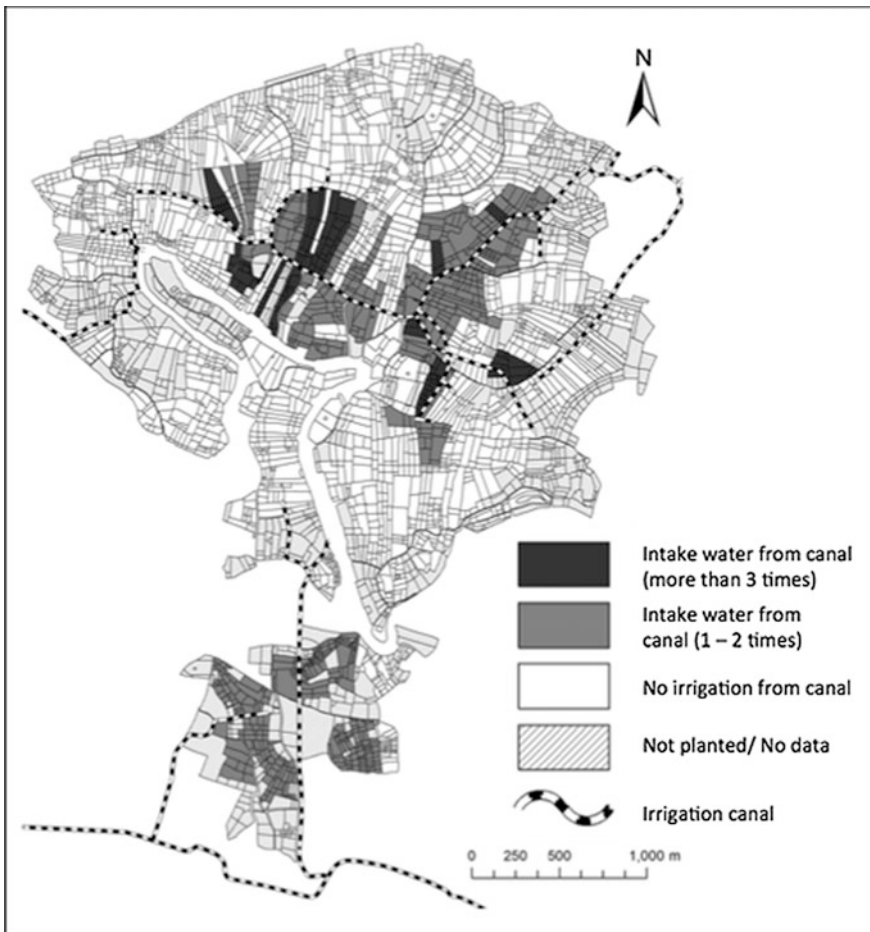 N
Intake water from canal
(more than 3 times)
Intake water from
canal (1 – 2 times)
No irrigation from canal
Not planted/ No data
Irrigation canal
0 250 500 1,000 m